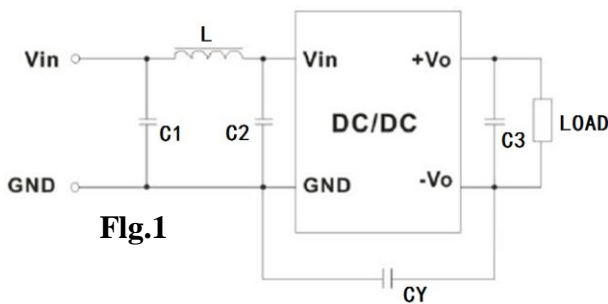 L
Vin
Vin
+Vo
C1
C2
DC/DC
C3
LOAD
GND
GND
-Vo
Flg.1
CY